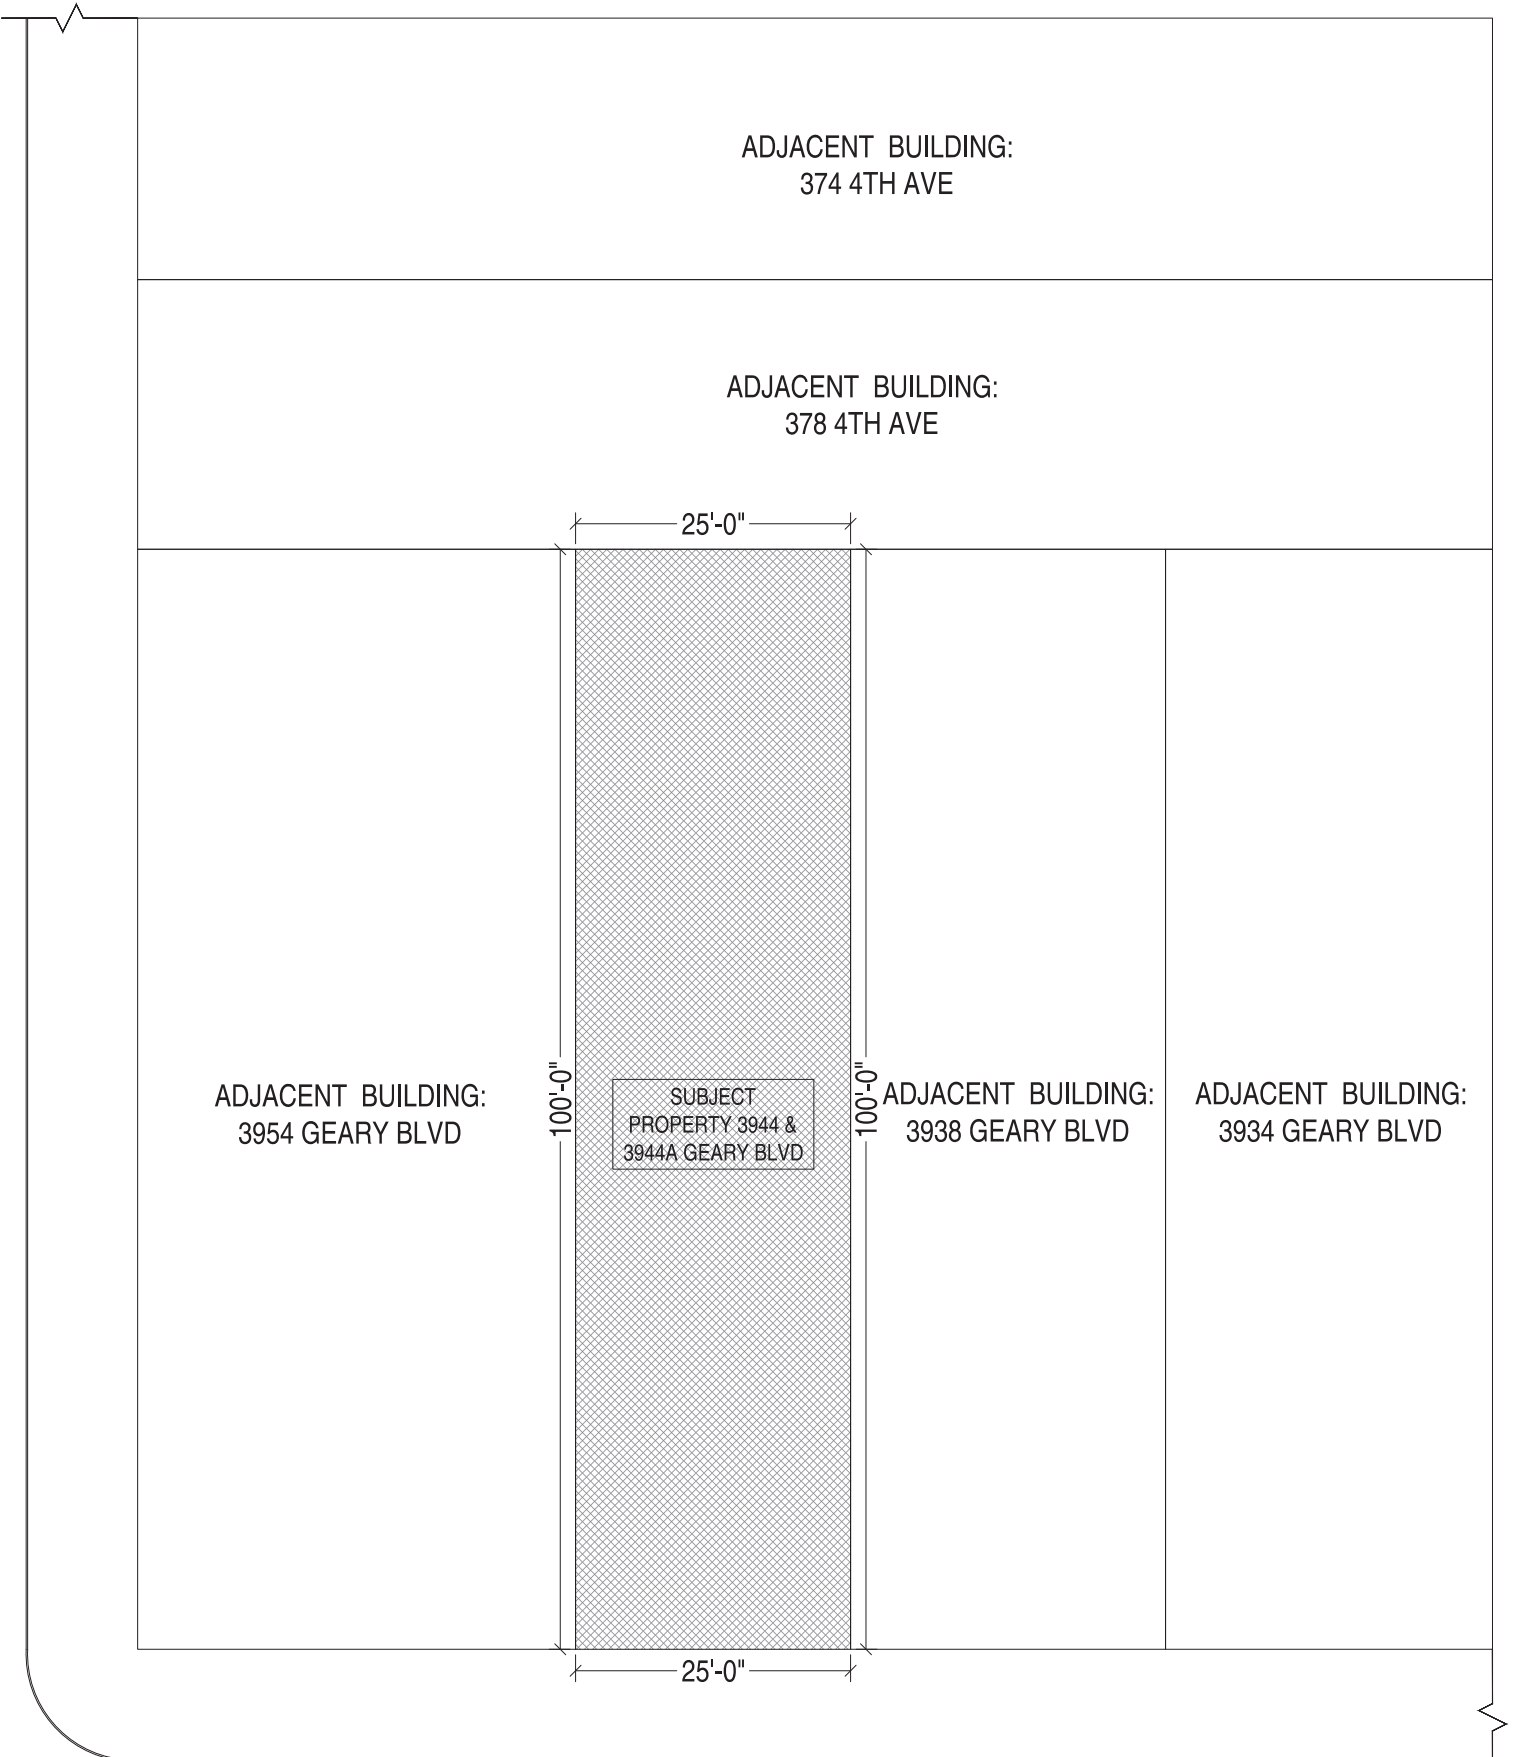 ADJACENT BUILDING:
374 4TH AVE
ADJACENT BUILDING:
378 4TH AVE
25'-0"
ADJACENT BUILDING:
3954 GEARY BLVD
100'-0"
SUBJECT
PROPERTY 3944 &
3944A GEARY BLVD
100'-0"
ADJACENT BUILDING:
3938 GEARY BLVD
ADJACENT BUILDING:
3934 GEARY BLVD
25'-0"